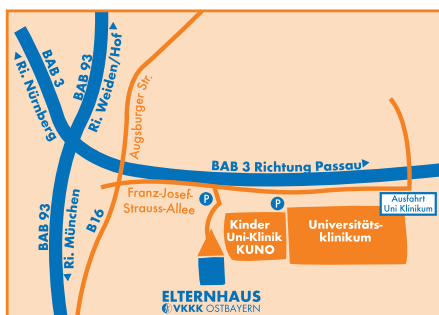 BAB 3
Ri. Nürnberg
BAB 93
Ri. Weiden/Hof
Augsburger Str.
BAB 3 Richtung Passau
Franz-Josef-
Strauss-Allee
P
P
Ausfahrt
Uni Klinikum
BAB 93
Ri. München
B16
Kinder
Uni-Klinik
KUNO
Universitäts-
klinikum
ELTERNHAUS
VKKK OSTBAYERN